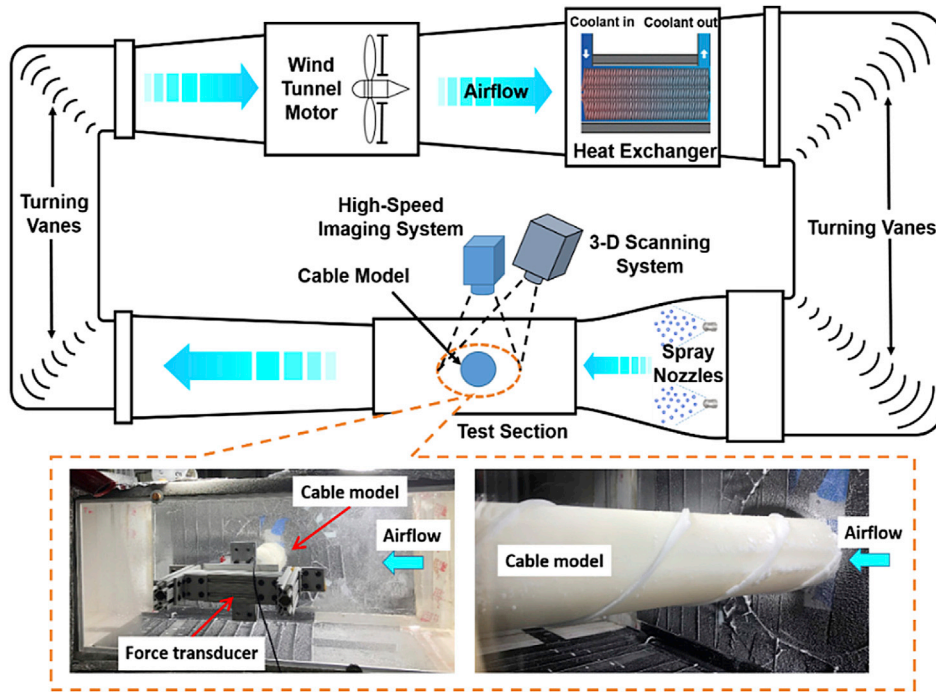 Coolant in
Coolant out
Wind
Tunnel
Motor
Airflow
Heat Exchanger
Turning
Vanes
High-Speed
Imaging System
3-D Scanning
System
Turning Vanes
Cable Model
Spray
Nozzles
Test Section
Cable model
Airflow
Force transducer
Cable model
Airflow